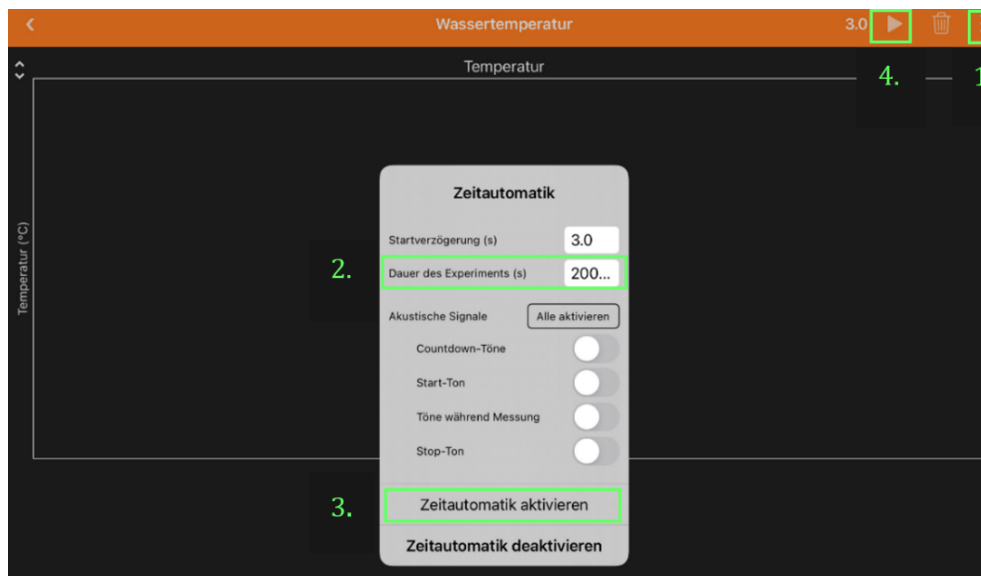 Wassertemperatur 3.0
Temperatur
4.
Temperatur (°C)
Zeitautomatik
Startverzögerung (s) 3.0
2. Dauer des Experiments (s) 200...
Akustische Signale Alle aktivieren
Countdown-Töne
Start-Ton
Töne während Messung
Stop-Ton
3. Zeitautomatik aktivieren
Zeitautomatik deaktivieren